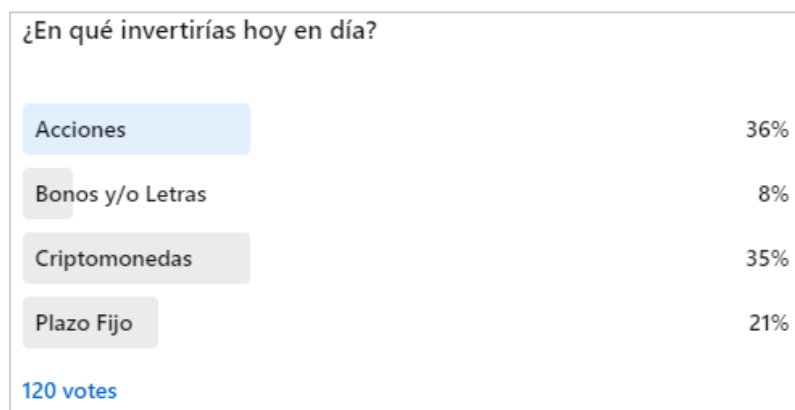 ¿En qué invertirías hoy en día?
Acciones 36%
Bonos y/o Letras 8%
Criptomonedas 35%
Plazo Fijo 21%
120 votes